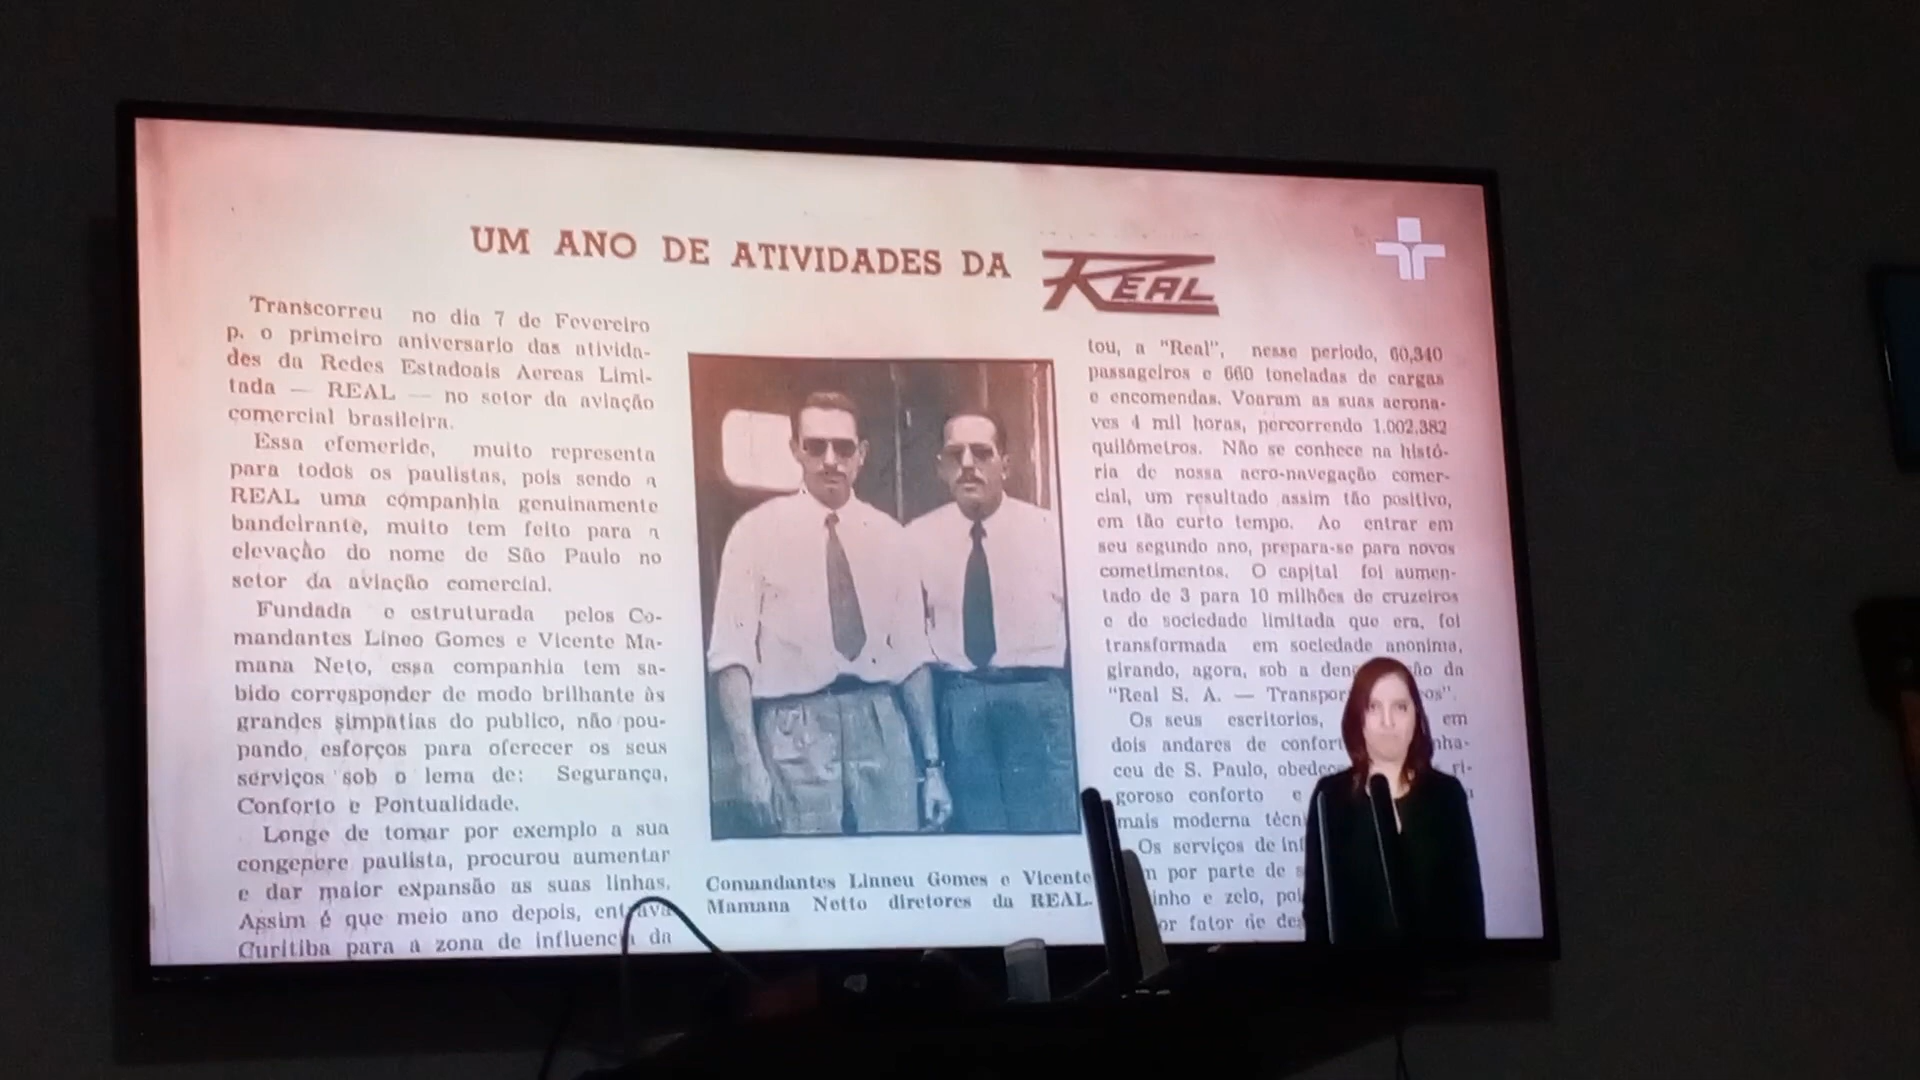 UM ANO DE ATIVIDADES DA REAL
Transcorreu no dia 7 de Fevereiro
p. o primeiro aniversario das ativida-
des da Redes Estadoais Aereas Limi-
tada — REAL — no setor da aviação
comercial brasileira.
Essa efemeride, muito representa
para todos os paulistas, pois sendo a
REAL uma companhia genuinamente
bandeirante, muito tem feito para a
elevação do nome de São Paulo no
setor da aviação comercial.
Fundada e estruturada pelos Co-
mandantes Lineo Gomes e Vicente Ma-
mana Neto, essa companhia tem sa-
bido corresponder de modo brilhante às
grandes simpatias do publico, não pou-
pando esforços para oferecer os seus
serviços sob o lema de: Segurança,
Conforto e Pontualidade.
Longe de tomar por exemplo a sua
congenere paulista, procurou aumentar
e dar maior expansão as suas linhas.
Assim é que meio ano depois, entrava
Curitiba para a zona de influencia da
Comandantes Linneu Gomes e Vicente
Mamana Netto diretores da REAL.
tou, a "Real", nesse periodo, 60,340
passageiros e 660 toneladas de cargas
e encomendas. Voaram as suas aerona-
ves 4 mil horas, percorrendo 1.002,382
quilômetros. Não se conhece na histó-
ria de nossa aero-navegação comer-
cial, um resultado assim tão positivo,
em tão curto tempo. Ao entrar em
seu segundo ano, prepara-se para novos
cometimentos. O capital foi aumen-
tado de 3 para 10 milhões de cruzeiros
e de sociedade limitada que era, foi
transformada em sociedade anonima,
girando, agora, sob a da
"Real S. A. —
Os seus escritorios, em
dois andares de
ceu de S. Paulo,
goroso conforto e
mais moderna
Os serviços de
por parte de
e zelo,
fator de